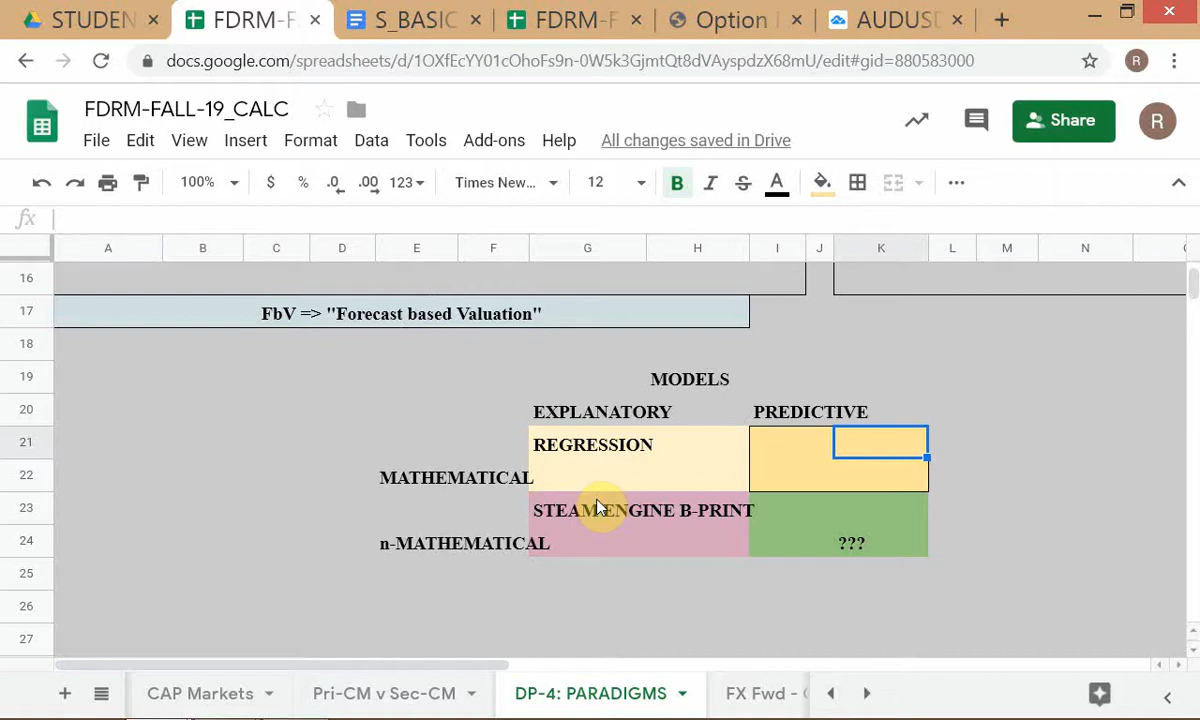 STUDEN
FDRM-F
S_BASIC
FDRM-F
Option
AUDUSD
docs.google.com/spreadsheets/d/1OXfEcYY01cOhoFs9n-0W5k3GjmtQt8dVAyspdzX68mU/edit#gid=880583000
R
FDRM-FALL-19_CALC
File Edit View Insert Format Data Tools Add-ons Help All changes saved in Drive
Share
R
100% $ % .0 .00 123 Times New... 12 B I S A
fx
A B C D E F G H I J K L M N
16
17 FbV => "Forecast based Valuation"
18
19 MODELS
20 EXPLANATORY PREDICTIVE
21 REGRESSION
22 MATHEMATICAL
23 STEAM ENGINE B-PRINT
24 n-MATHEMATICAL ???
25
26
27
CAP Markets Pri-CM v Sec-CM DP-4: PARADIGMS FX Fwd -